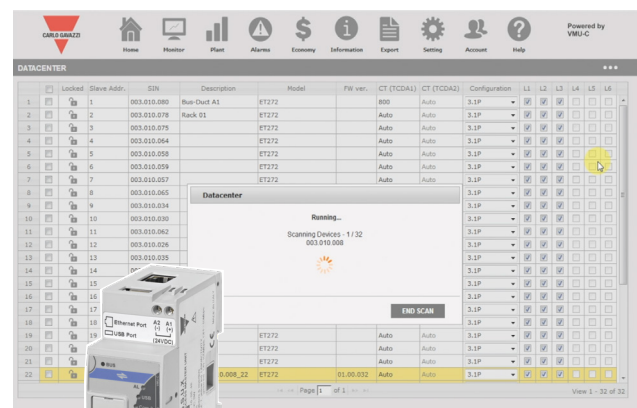 CARLO GAVAZZI
Powered by
VMU-C
Home Monitor Plant Alarms Economy Information Export Setting Account Help
DATACENTER
Locked Slave Addr. SIN Description Model FW ver. CT (TCDA1) CT (TCDA2) Configuration L1 L2 L3 L4 L5 L6
1 1 003.010.080 Bus-Duct A1 ET272 800 Auto 3.1P
2 2 003.010.078 Rack 01 ET272 Auto Auto 3.1P
3 3 003.010.075 ET272 Auto Auto 3.1P
4 4 003.010.064 ET272 Auto Auto 3.1P
5 5 003.010.058 ET272 Auto Auto 3.1P
6 6 003.010.059 ET272 Auto Auto 3.1P
7 7 003.010.057 ET272 Auto Auto 3.1P
8 8 003.010.065 3.1P
9 9 003.010.034 3.1P
10 10 003.010.030 3.1P
11 11 003.010.062 3.1P
12 12 003.010.026 3.1P
13 13 003.010.035 3.1P
14 14 3.1P
15 15 3.1P
16 16 3.1P
17 17 3.1P
18 18 3.1P
19 19 ET272 Auto Auto 3.1P
20 ET272 Auto Auto 3.1P
21 ET272 Auto Auto 3.1P
22 0.008_22 ET272 01.00.032 Auto Auto 3.1P
Datacenter
Running...
Scanning Devices - 1 / 32
003.010.008
END SCAN
Ethernet Port
USB Port
A2 A1
(-) (+)
(24VDC)
BUS
USB
Page 1 of 1
View 1 - 32 of 32